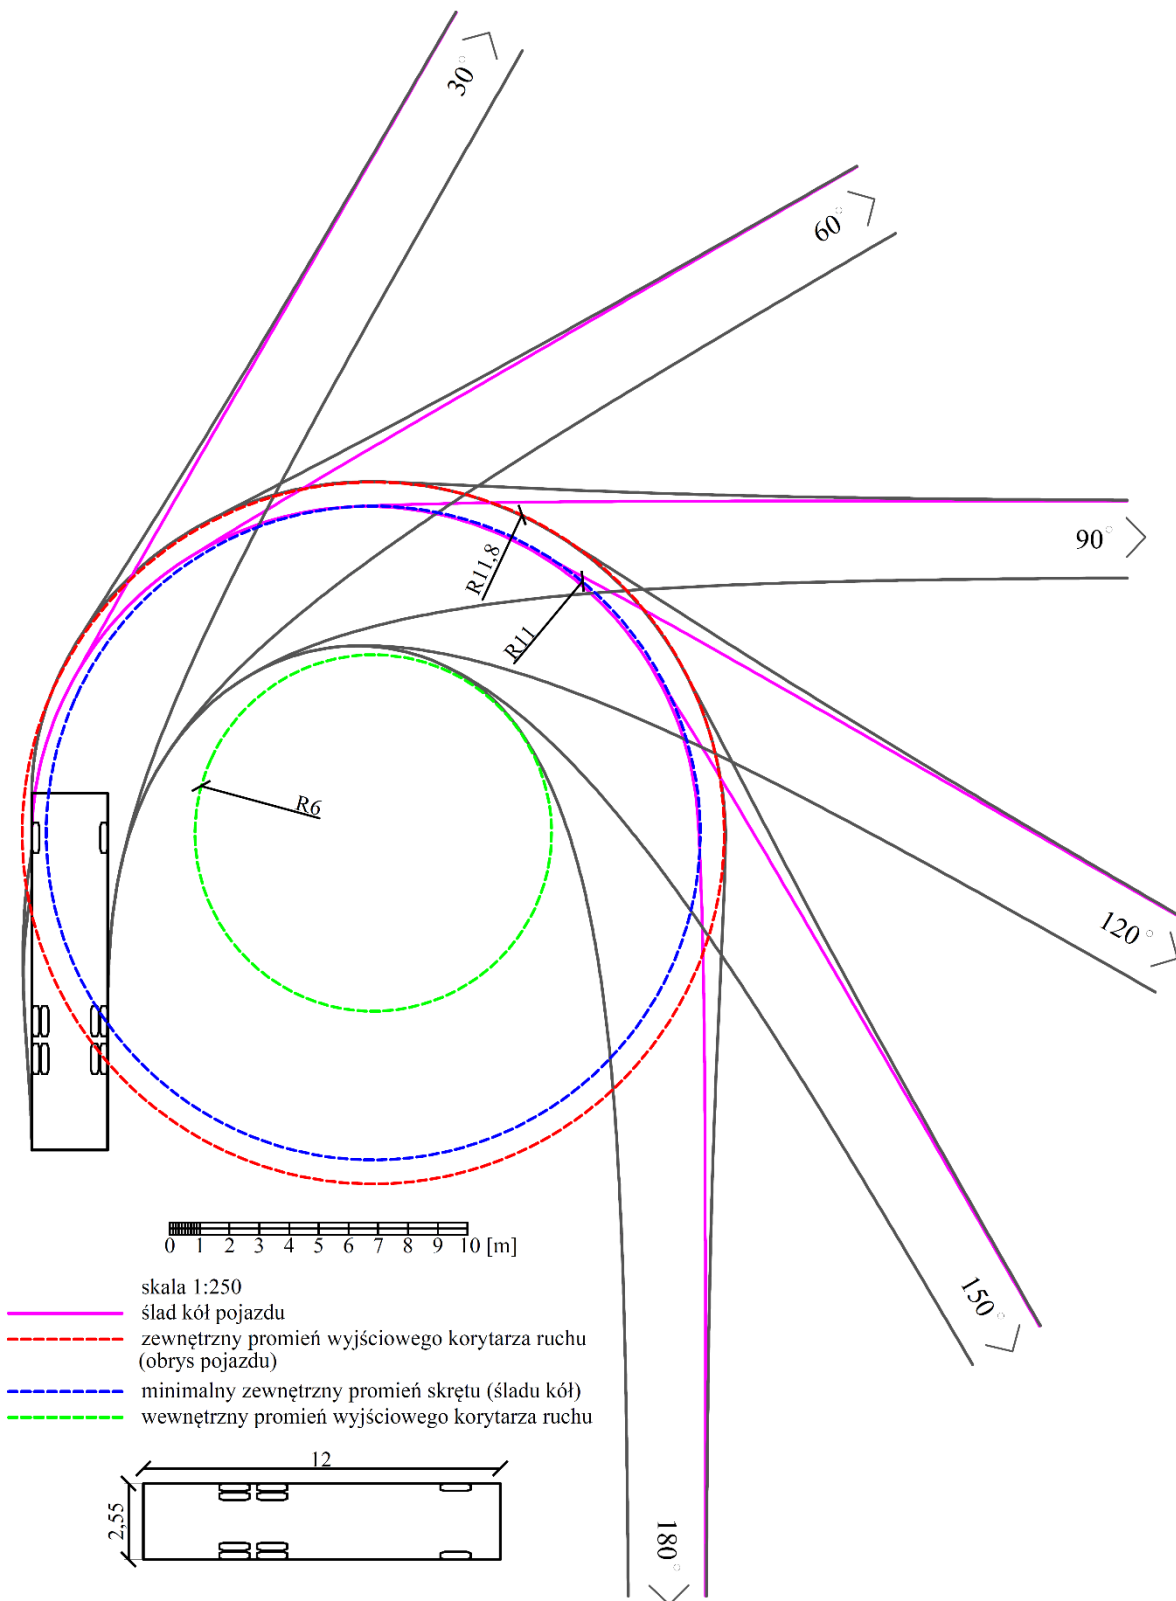 30°
60°
90°
R11,8
R11
R6
120°
150°
180°
0 1 2 3 4 5 6 7 8 9 10 [m]
skala 1:250
ślad kół pojazdu
zewnętrzny promień wyjściowego korytarza ruchu
(obrys pojazdu)
minimalny zewnętrzny promień skrętu (śladu kół)
wewnętrzny promień wyjściowego korytarza ruchu
12
2,55